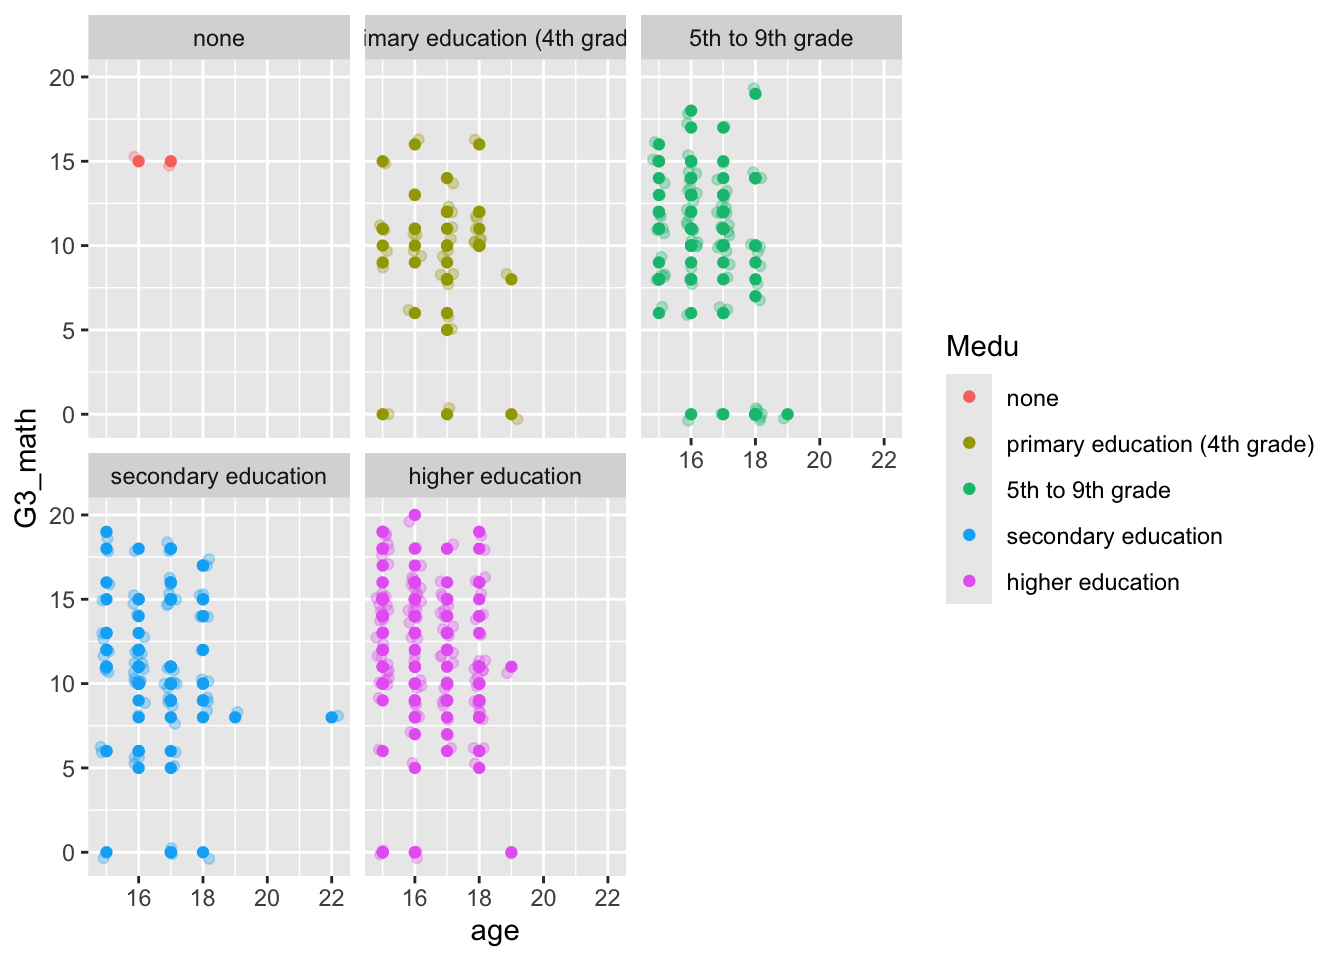 none
imary education (4th grad
5th to 9th grade
20
15
10
5
0
16 18 20 22
secondary education
higher education
20
15
10
5
0
16 18 20 22
16 18 20 22
age
G3_math
Medu
none
primary education (4th grade)
5th to 9th grade
secondary education
higher education